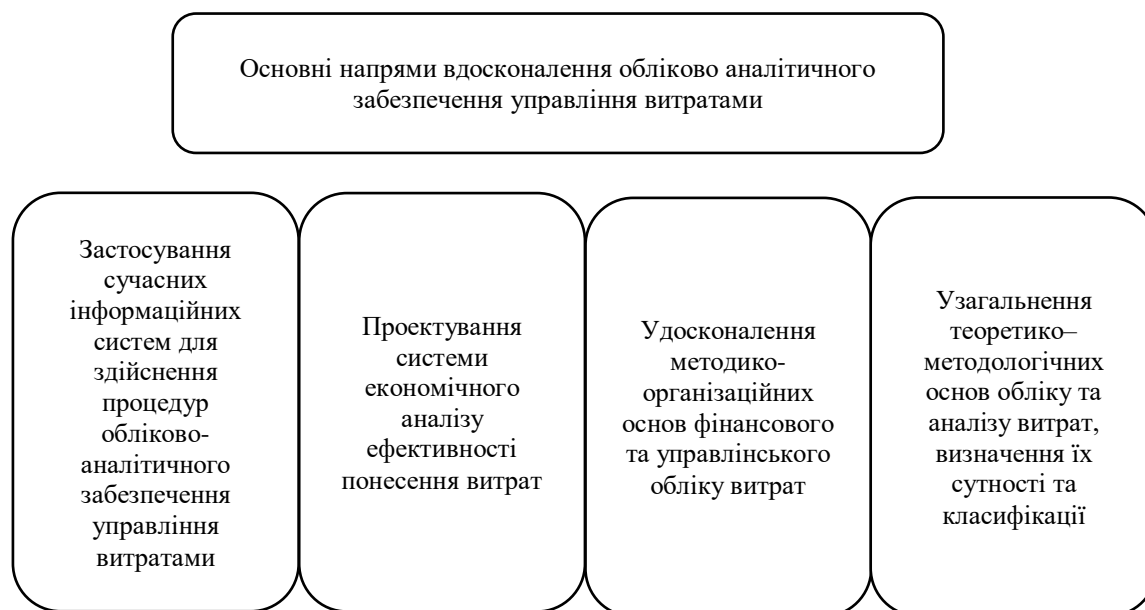 Основні напрями вдосконалення обліково аналітичного
забезпечення управління витратами
Застосування
сучасних
інформаційних
систем для
здійснення
процедур
обліково-
аналітичного
забезпечення
управління
витратами
Проектування
системи
економічного
аналізу
ефективності
понесення витрат
Удосконалення
методико-
організаційних
основ фінансового
та управлінського
обліку витрат
Узагальнення
теоретико–
методологічних
основ обліку та
аналізу витрат,
визначення їх
сутності та
класифікації